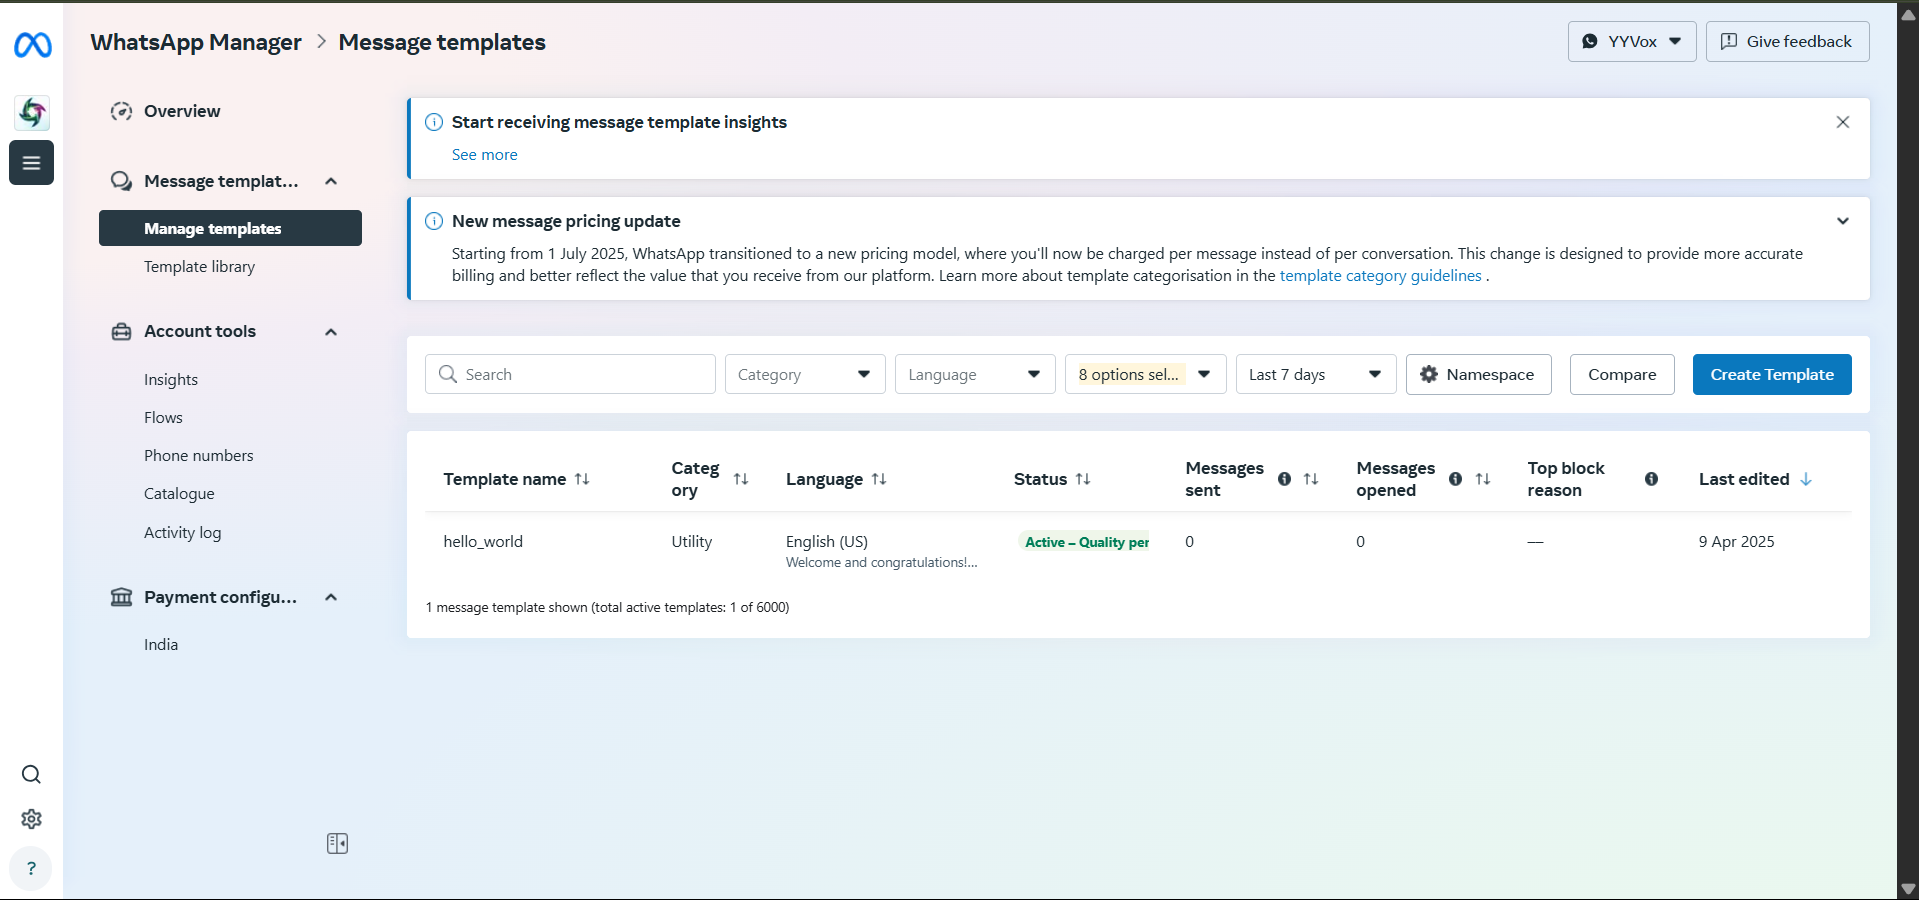 WhatsApp Manager > Message templates
YYVox
Give feedback
Overview
Message templat...
Manage templates
Template library
Account tools
Insights
Flows
Phone numbers
Catalogue
Activity log
Payment configu...
India
?
Start receiving message template insights
See more
New message pricing update
Starting from 1 July 2025, WhatsApp transitioned to a new pricing model, where you'll now be charged per message instead of per conversation. This change is designed to provide more accurate
billing and better reflect the value that you receive from our platform. Learn more about template categorisation in the template category guidelines .
Search
Category
Language
8 options sel...
Last 7 days
Namespace
Compare
Create Template
Template name
Categ
ory
Language
Status
Messages
sent
Messages
opened
Top block
reason
Last edited
hello_world
Utility
English (US)
Welcome and congratulations!...
Active – Quality per
0
0
—
9 Apr 2025
1 message template shown (total active templates: 1 of 6000)